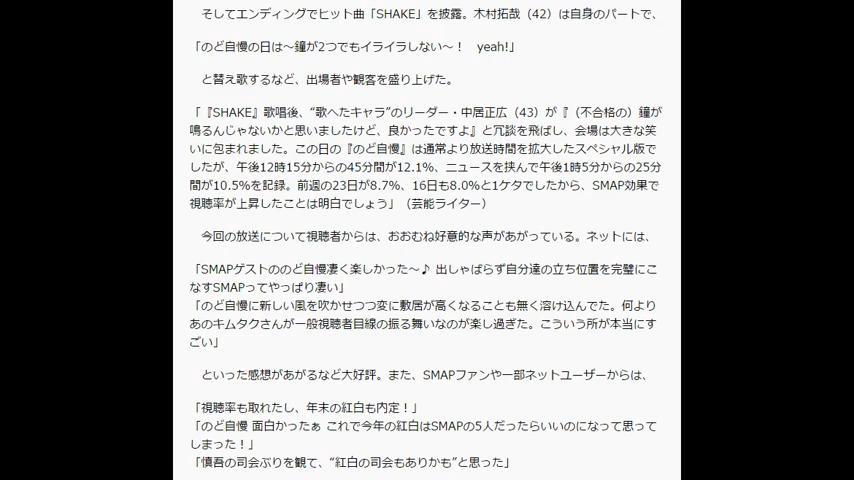 そしてエンディングでヒット曲「SHAKE」を披露。木村拓哉（42）は自身のパートで、
「のど自慢の日は～鐘が2つでもイライラしない～！　yeah!」
と替え歌するなど、出場者や観客を盛り上げた。
「『SHAKE』歌唱後、“歌へたキャラ”のリーダー・中居正広（43）が『（不合格の）鐘が
鳴るんじゃないかと思いましたけど、良かったですよ』と冗談を飛ばし、会場は大きな笑
いに包まれました。この日の『のど自慢』は通常より放送時間を拡大したスペシャル版で
したが、午後12時15分からの45分間が12.1%、ニュースを挟んで午後1時5分からの25分
間が10.5%を記録。前週の23日が8.7%、16日も8.0%と1ケタでしたから、SMAP効果で
視聴率が上昇したことは明白でしょう」（芸能ライター）
今回の放送について視聴者からは、おおむね好意的な声があがっている。ネットには、
「SMAPゲストののど自慢凄く楽しかった～♪ 出しゃばらず自分達の立ち位置を完璧にこ
なすSMAPってやっぱり凄い」
「のど自慢に新しい風を吹かせつつ変に敷居が高くなることも無く溶け込んでた。何より
あのキムタクさんが一般視聴者目線の振る舞いなのが楽し過ぎた。こういう所が本当にす
ごい」
といった感想があがるなど大好評。また、SMAPファンや一部ネットユーザーからは、
「視聴率も取れたし、年末の紅白も内定！」
「のど自慢 面白かったぁ これで今年の紅白はSMAPの5人だったらいいのになって思って
しまった！」
「慎吾の司会ぶりを観て、“紅白の司会もありかも”と思った」